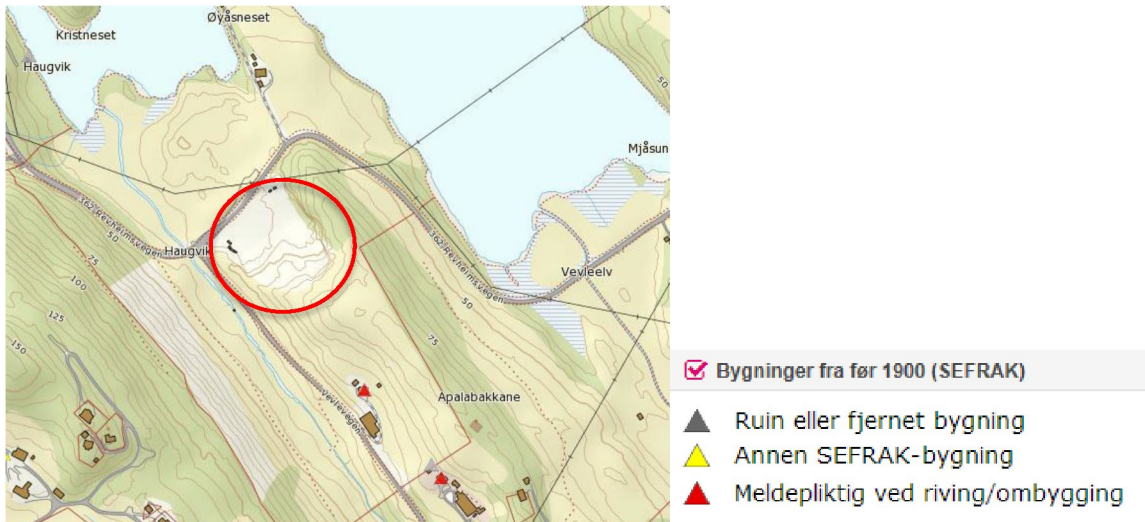 Øyåsneset
Kristneset
Haugvik
50
Mjåsun
362 Revheimsvegen
50
Haugvik
362 Revheimsvegen
Vevleelv
75
100
125
150
50
75
Vevlevegen
Apalabakkane
Bygninger fra før 1900 (SEFRAK)
Ruin eller fjernet bygning
Annen SEFRAK-bygning
Meldepliktig ved riving/ombygging